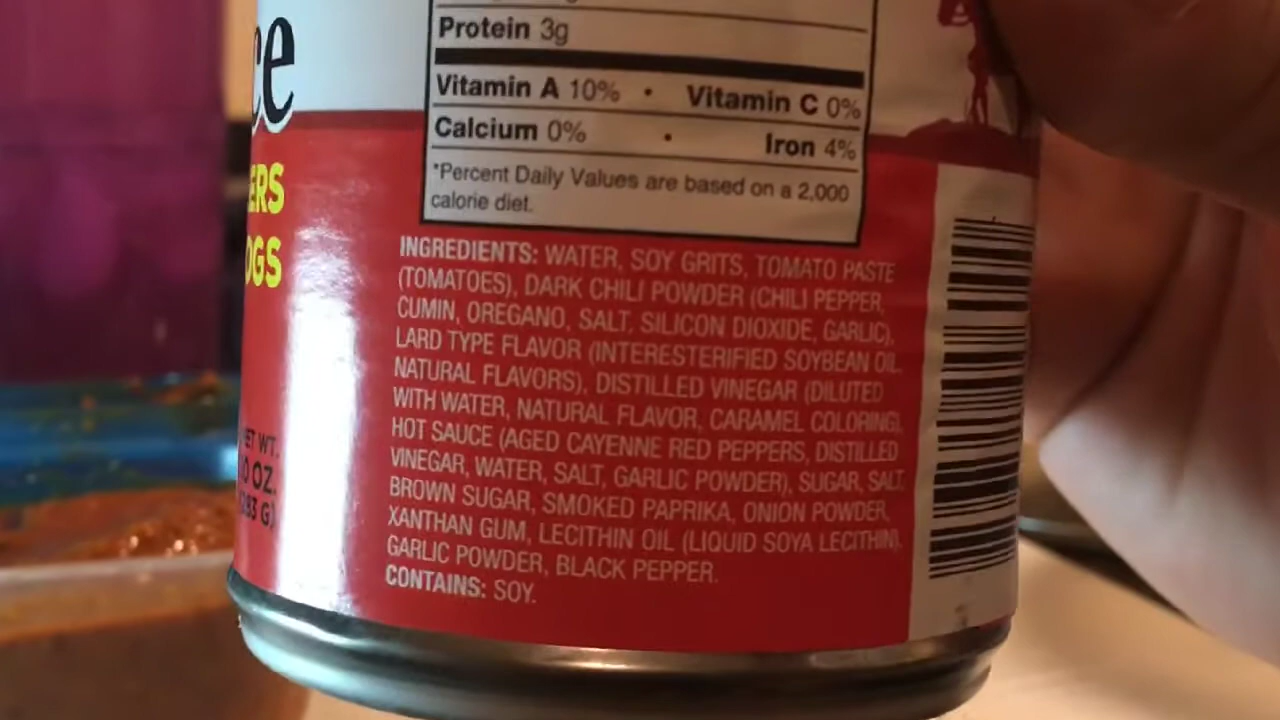 ce
ERS
OGS
NET WT.
10 OZ.
(283 G)
Protein 3g
Vitamin A 10% • Vitamin C 0%
Calcium 0% • Iron 4%
*Percent Daily Values are based on a 2,000
calorie diet.
INGREDIENTS: WATER, SOY GRITS, TOMATO PASTE
(TOMATOES), DARK CHILI POWDER (CHILI PEPPER,
CUMIN, OREGANO, SALT, SILICON DIOXIDE, GARLIC),
LARD TYPE FLAVOR (INTERESTERIFIED SOYBEAN OIL,
NATURAL FLAVORS), DISTILLED VINEGAR (DILUTED
WITH WATER, NATURAL FLAVOR, CARAMEL COLORING),
HOT SAUCE (AGED CAYENNE RED PEPPERS, DISTILLED
VINEGAR, WATER, SALT, GARLIC POWDER), SUGAR, SALT,
BROWN SUGAR, SMOKED PAPRIKA, ONION POWDER,
XANTHAN GUM, LECITHIN OIL (LIQUID SOYA LECITHIN),
GARLIC POWDER, BLACK PEPPER.
CONTAINS: SOY.